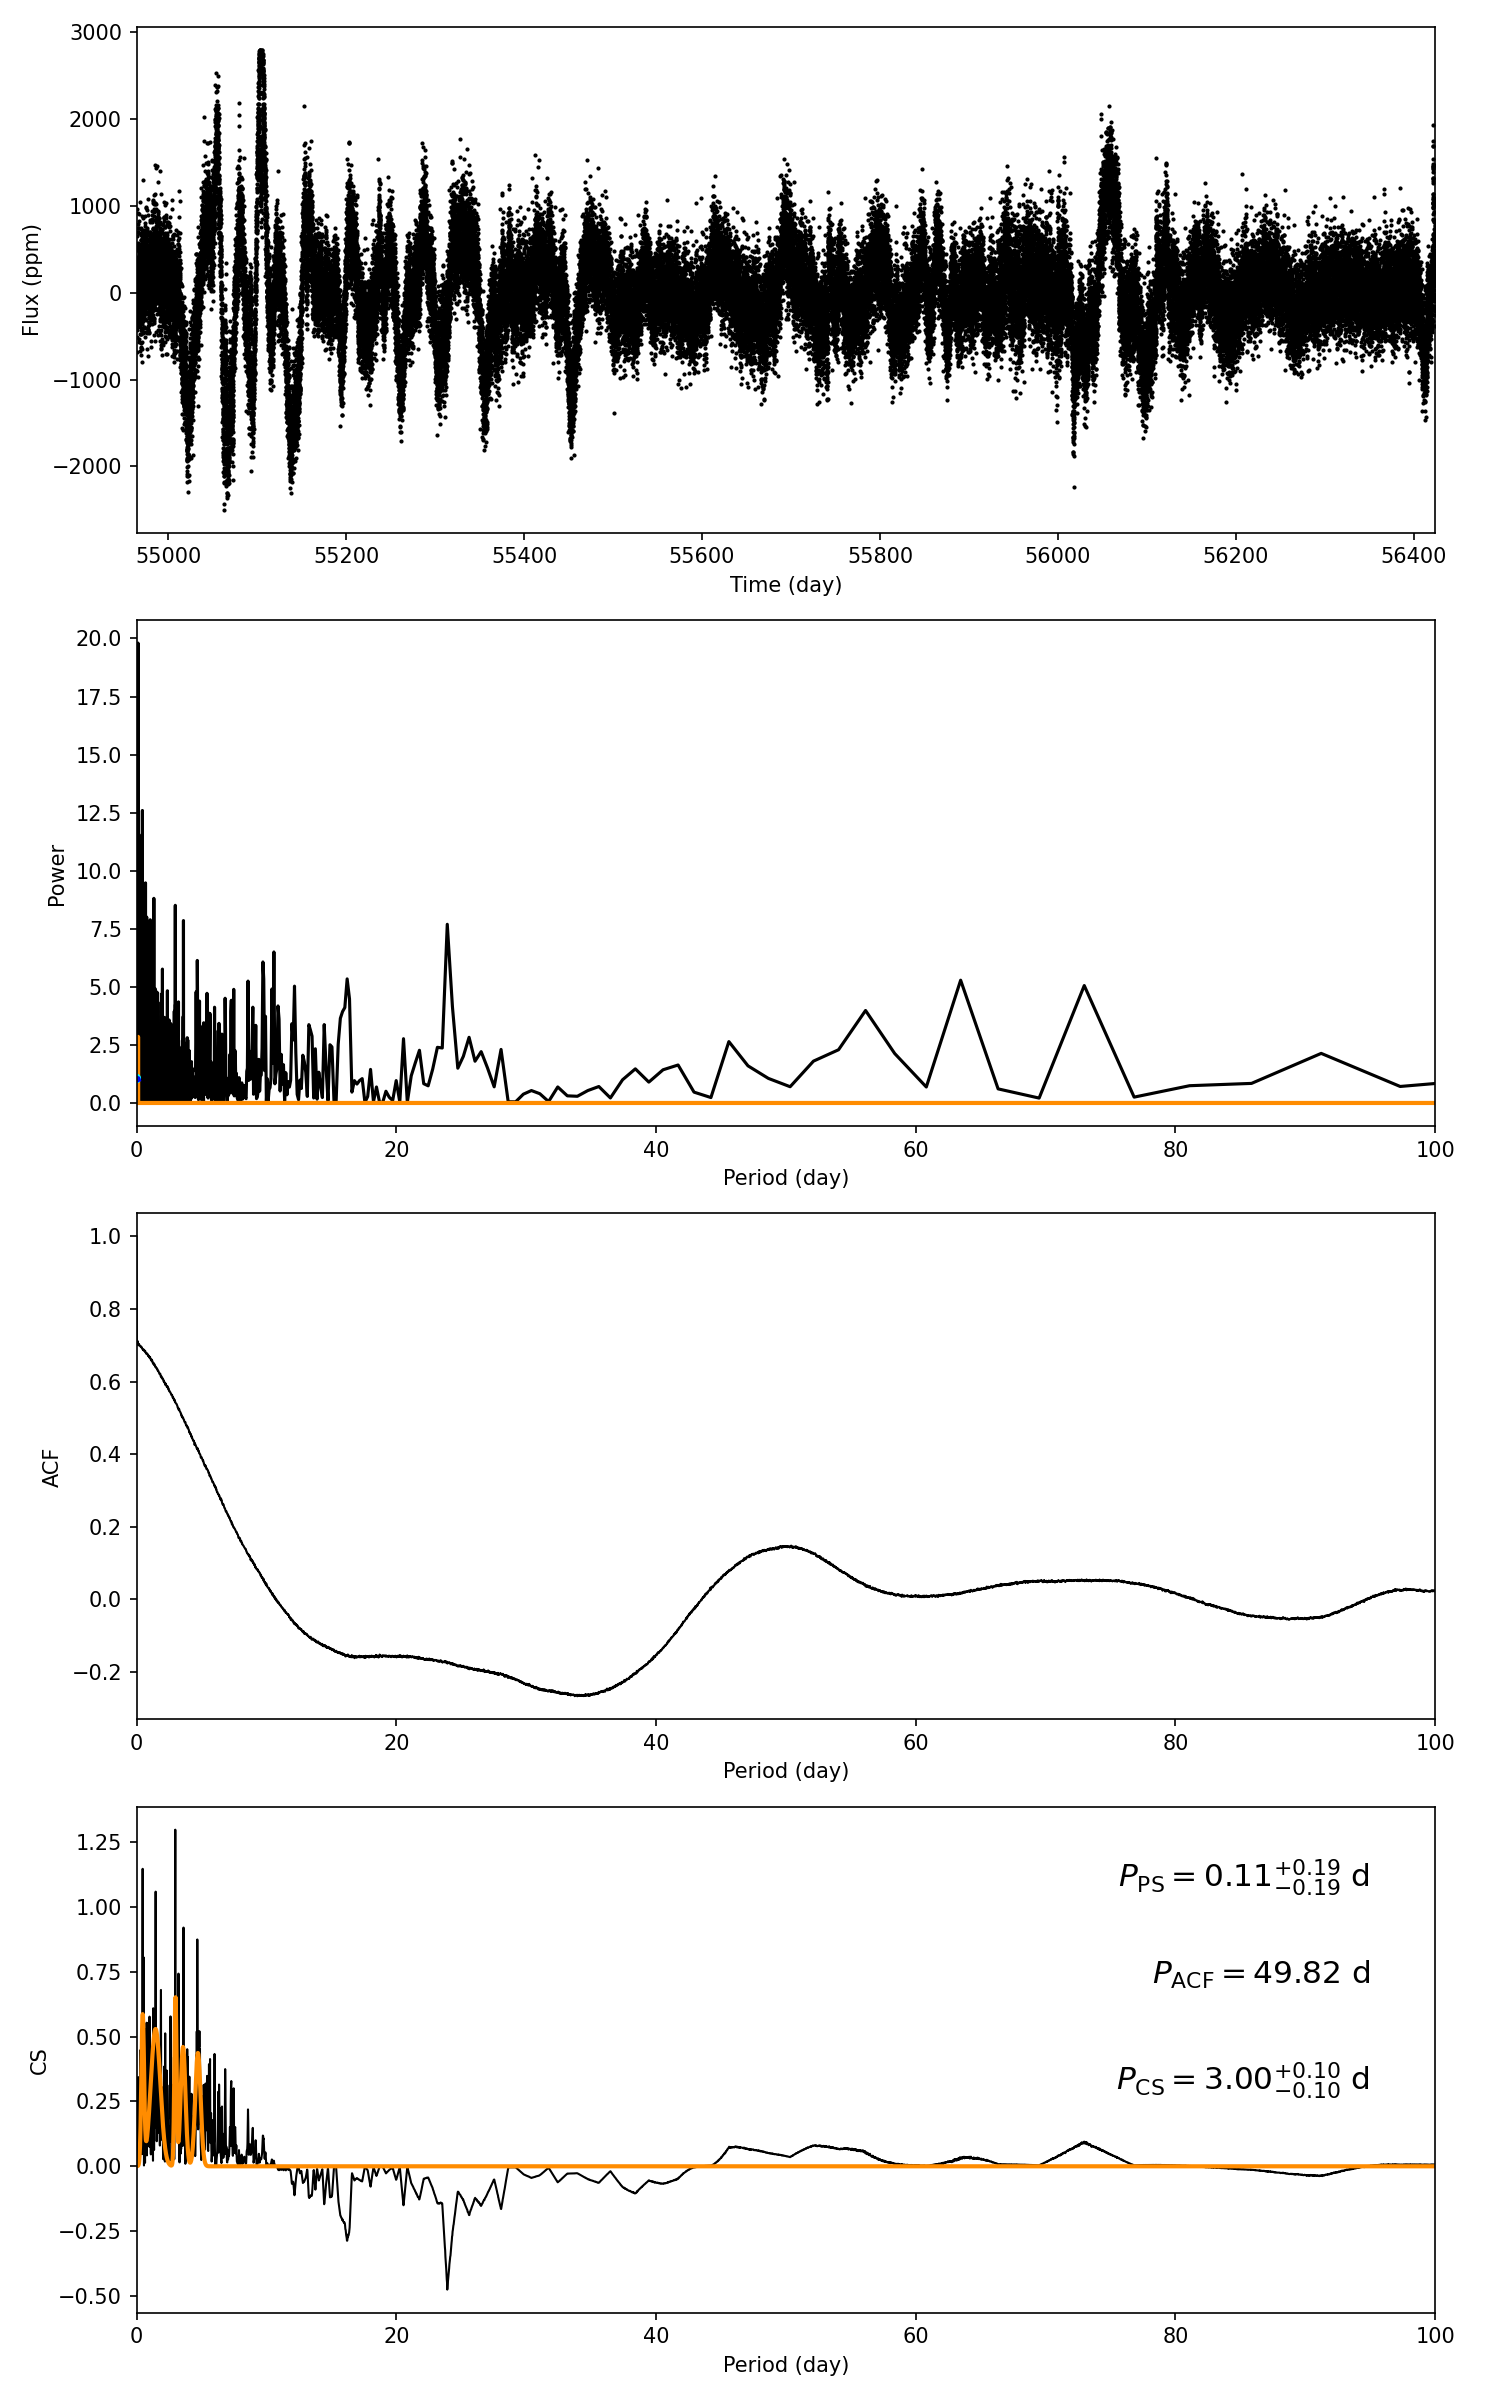 3000
2000
1000
0
−1000
−2000
Flux (ppm)
55000 55200 55400 55600 55800 56000 56200 56400
Time (day)
20.0
17.5
15.0
12.5
10.0
7.5
5.0
2.5
0.0
Power
0 20 40 60 80 100
Period (day)
1.0
0.8
0.6
0.4
0.2
0.0
−0.2
ACF
0 20 40 60 80 100
Period (day)
1.25
1.00
0.75
0.50
0.25
0.00
−0.25
−0.50
CS
P_PS = 0.11^{+0.19}_{−0.19} d
P_ACF = 49.82 d
P_CS = 3.00^{+0.10}_{−0.10} d
0 20 40 60 80 100
Period (day)